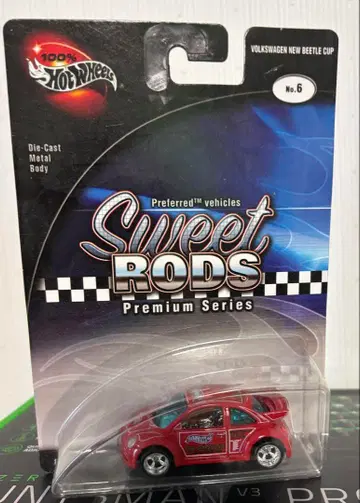 100%
HOT WHEELS
VOLKSWAGEN NEW BEETLE CUP
No.6
Die-Cast
Metal
Body
Preferred™ vehicles
Sweet
RODS
Premium Series
V3